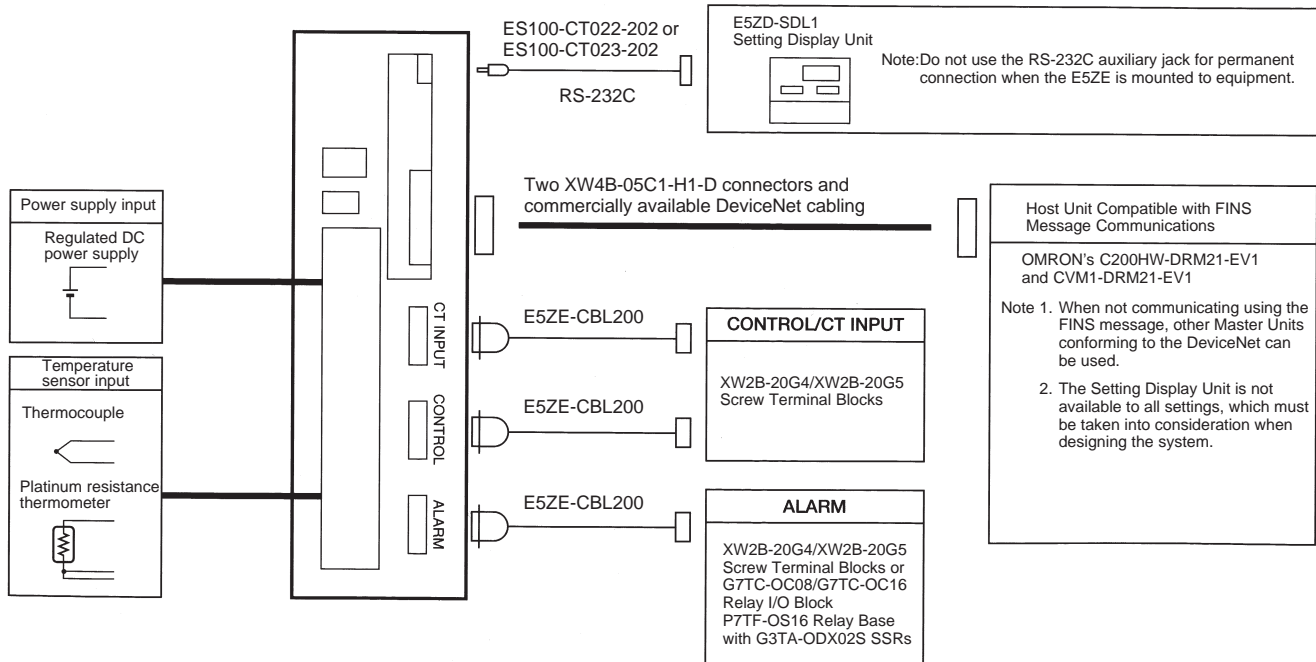 ES100-CT022-202 or
ES100-CT023-202
RS-232C
E5ZD-SDL1
Setting Display Unit
Note:Do not use the RS-232C auxiliary jack for permanent
connection when the E5ZE is mounted to equipment.
Power supply input
Regulated DC
power supply
Temperature
sensor input
Thermocouple
Platinum resistance
thermometer
CT INPUT
CONTROL
ALARM
Two XW4B-05C1-H1-D connectors and
commercially available DeviceNet cabling
Host Unit Compatible with FINS
Message Communications
OMRON's C200HW-DRM21-EV1
and CVM1-DRM21-EV1
Note 1. When not communicating using the
FINS message, other Master Units
conforming to the DeviceNet can
be used.
2. The Setting Display Unit is not
available to all settings, which must
be taken into consideration when
designing the system.
E5ZE-CBL200
E5ZE-CBL200
CONTROL/CT INPUT
XW2B-20G4/XW2B-20G5
Screw Terminal Blocks
E5ZE-CBL200
ALARM
XW2B-20G4/XW2B-20G5
Screw Terminal Blocks or
G7TC-OC08/G7TC-OC16
Relay I/O Block
P7TF-OS16 Relay Base
with G3TA-ODX02S SSRs